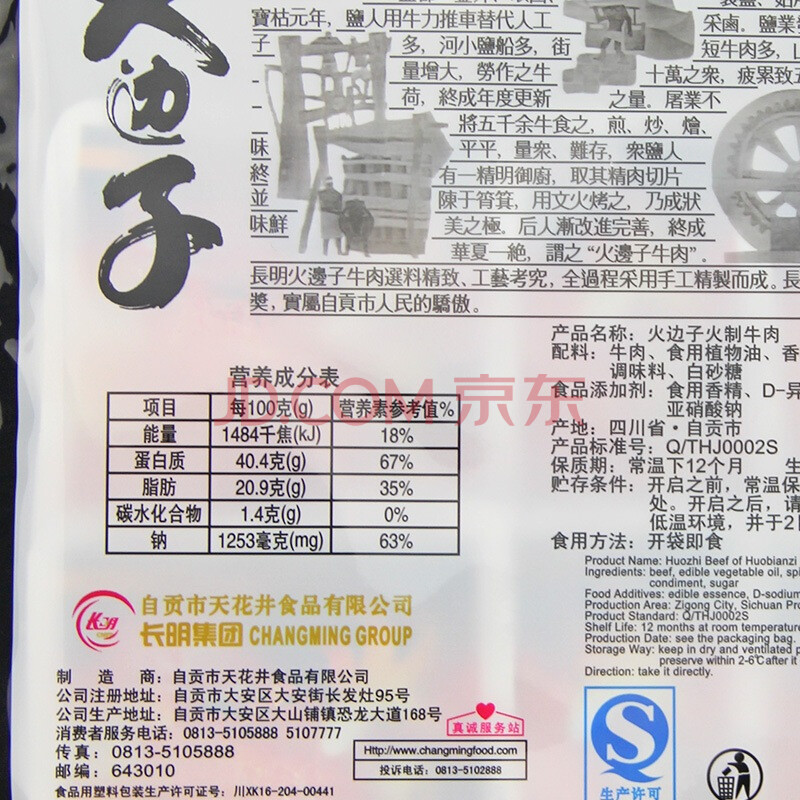 火边子
寶枯元年，鹽人用牛力推車替代人工
采鹵。鹽業
子
多，河小鹽船多，街
短牛肉多，
量增大，勞作之牛
十萬之衆，疲累致
荷，終成年度更新
之量。屠業不
將五千余牛食之，煎、炒、燴、
味
平平，量衆、難存，衆鹽人
終
有一精明御廚，取其精肉切片
並
陳于筲箕，用文火烤之，乃成狀
味鮮
美之極。后人漸改進完善，終成
華夏一絶，謂之“火邊子牛肉”。
長明火邊子牛肉選料精致、工藝考究，全過程采用手工精製而成。長
獎，實屬自貢市人民的驕傲。
产品名称：火边子火制牛肉
配料：牛肉、食用植物油、香
调味料、白砂糖
食品添加剂：食用香精、D-异
亚硝酸钠
产地：四川省·自贡市
产品标准号：Q/THJ0002S
保质期：常温下12个月 生
贮存条件：开启之前，常温保
处。开启之后，请
低温环境，并于2
食用方法：开袋即食
营养成分表
项目 每100克(g) 营养素参考值%
能量 1484千焦(kJ) 18%
蛋白质 40.4克(g) 67%
脂肪 20.9克(g) 35%
碳水化合物 1.4克(g) 0%
钠 1253毫克(mg) 63%
JD.COM 京东
Product Name: Huozhi Beef of Huobianzi
Ingredients: beef, edible vegetable oil, spi
condiment, sugar
Food Additives: edible essence, D-sodium
Production Area: Zigong City, Sichuan Pro
Product Standard: Q/THJ0002S
Shelf Life: 12 months at room temperature
Production Date: see the packaging bag.
Storage Way: keep in dry and ventilated p
preserve within 2-6℃after it
Direction: take it directly.
自贡市天花井食品有限公司
长明集团 CHANGMING GROUP
制造商：自贡市天花井食品有限公司
公司注册地址：自贡市大安区大安街长发灶95号
公司生产地址：自贡市大安区大山铺镇恐龙大道168号
消费者服务电话：0813-5105888 5107777
传真：0813-5105888
邮编：643010
食品用塑料包装生产许可证号：川XK16-204-00441
真诚服务站
Http://www.changmingfood.com
投诉电话：0813-5102888
生产许可